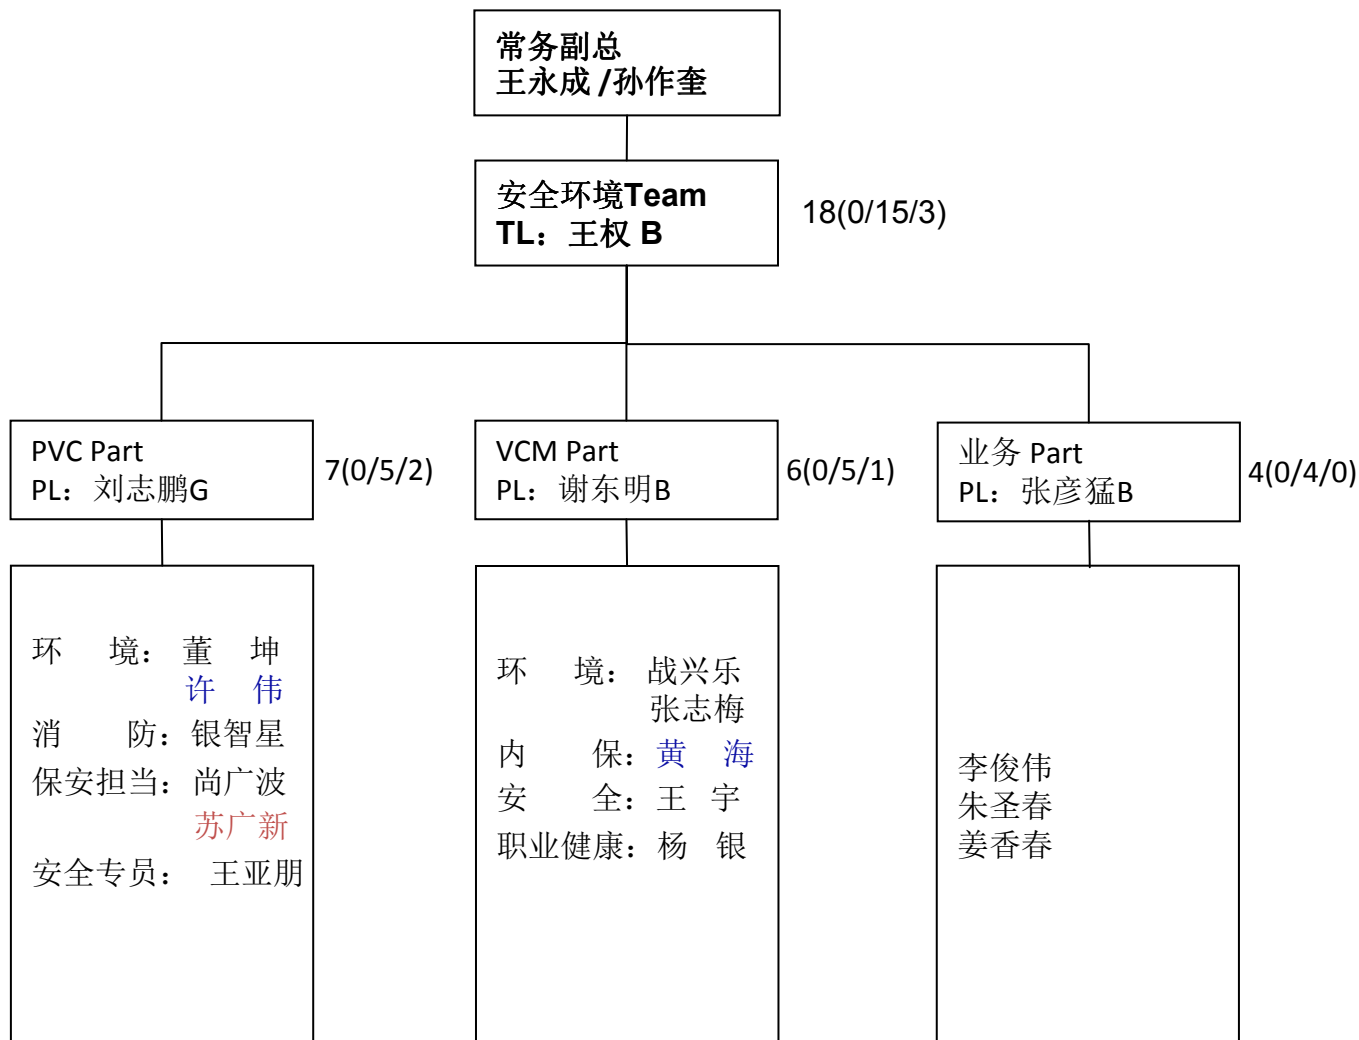 常务副总
王永成 /孙作奎
安全环境Team
TL：王权 B
18(0/15/3)
PVC Part
PL：刘志鹏G
7(0/5/2)
VCM Part
PL：谢东明B
6(0/5/1)
业务 Part
PL：张彦猛B
4(0/4/0)
环 境：董 坤
许 伟
消 防：银智星
保安担当：尚广波
苏广新
安全专员： 王亚朋
环 境：战兴乐
张志梅
内 保：黄 海
安 全：王 宇
职业健康：杨 银
李俊伟
朱圣春
姜香春